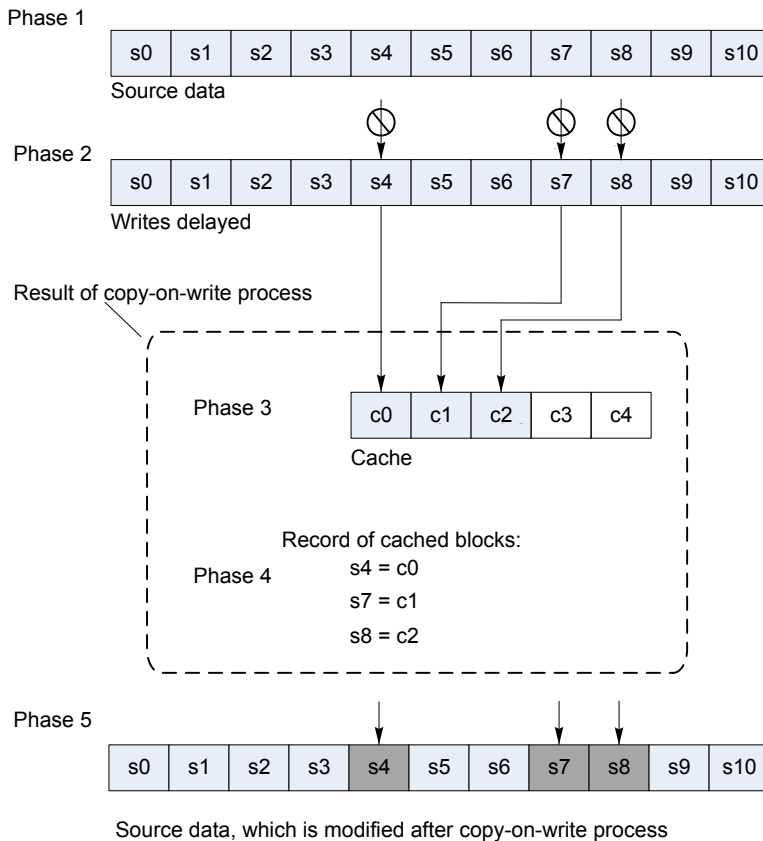 Phase 1
s0 s1 s2 s3 s4 s5 s6 s7 s8 s9 s10
Source data
Phase 2
s0 s1 s2 s3 s4 s5 s6 s7 s8 s9 s10
Writes delayed
Result of copy-on-write process
Phase 3
c0 c1 c2 c3 c4
Cache
Record of cached blocks:
Phase 4
s4 = c0
s7 = c1
s8 = c2
Phase 5
s0 s1 s2 s3 s4 s5 s6 s7 s8 s9 s10
Source data, which is modified after copy-on-write process